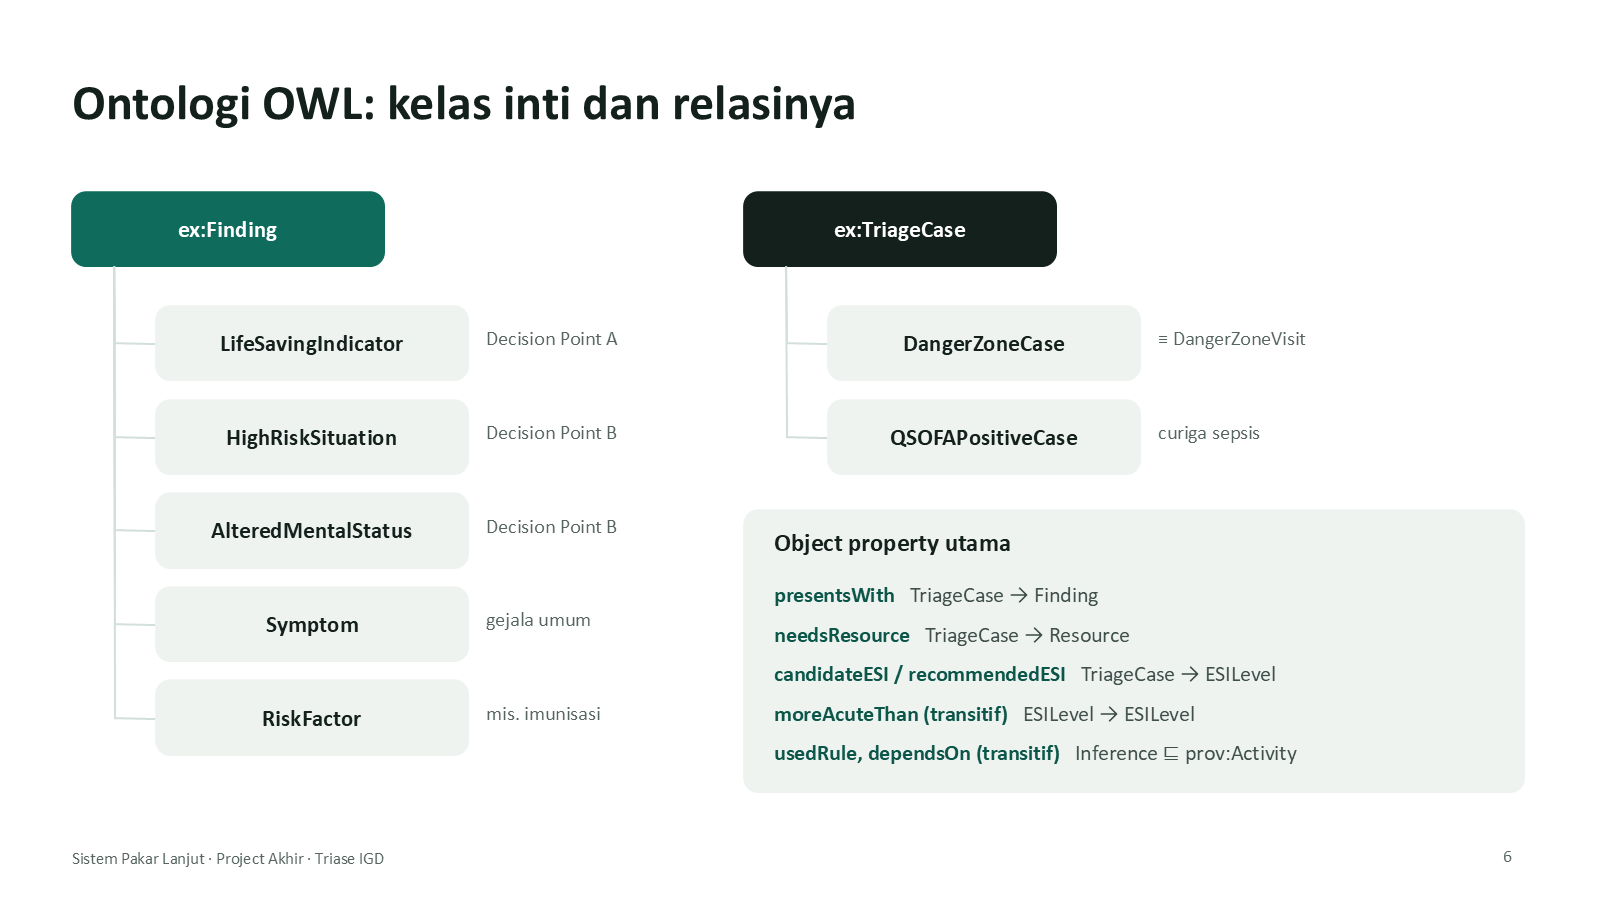 Ontologi OWL: kelas inti dan relasinya
ex:Finding
LifeSavingIndicator
Decision Point A
HighRiskSituation
Decision Point B
AlteredMentalStatus
Decision Point B
Symptom
gejala umum
RiskFactor
mis. imunisasi
ex:TriageCase
DangerZoneCase
≡ DangerZoneVisit
QSOFAPositiveCase
curiga sepsis
Object property utama
presentsWith TriageCase → Finding
needsResource TriageCase → Resource
candidateESI / recommendedESI TriageCase → ESILevel
moreAcuteThan (transitif) ESILevel → ESILevel
usedRule, dependsOn (transitif) Inference ⊑ prov:Activity
Sistem Pakar Lanjut · Project Akhir · Triase IGD
6